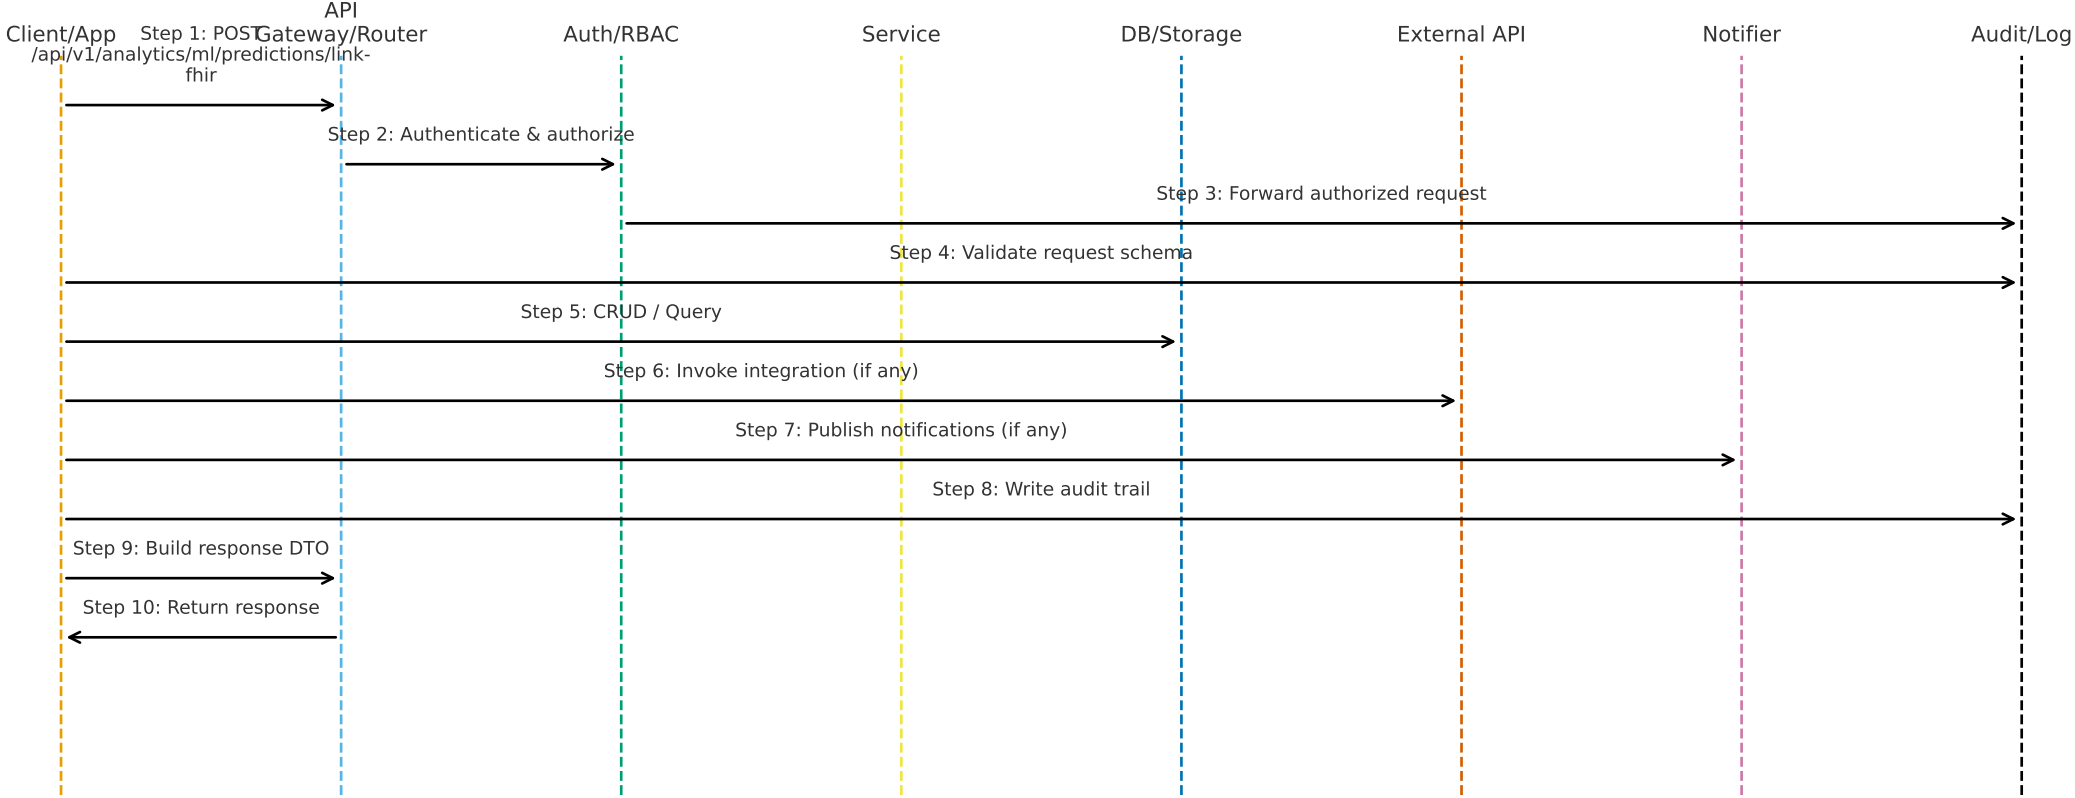 API
Client/App
Gateway/Router
Auth/RBAC
Service
DB/Storage
External API
Notifier
Audit/Log
Step 1: POST
/api/v1/analytics/ml/predictions/link-
fhir
Step 2: Authenticate & authorize
Step 3: Forward authorized request
Step 4: Validate request schema
Step 5: CRUD / Query
Step 6: Invoke integration (if any)
Step 7: Publish notifications (if any)
Step 8: Write audit trail
Step 9: Build response DTO
Step 10: Return response